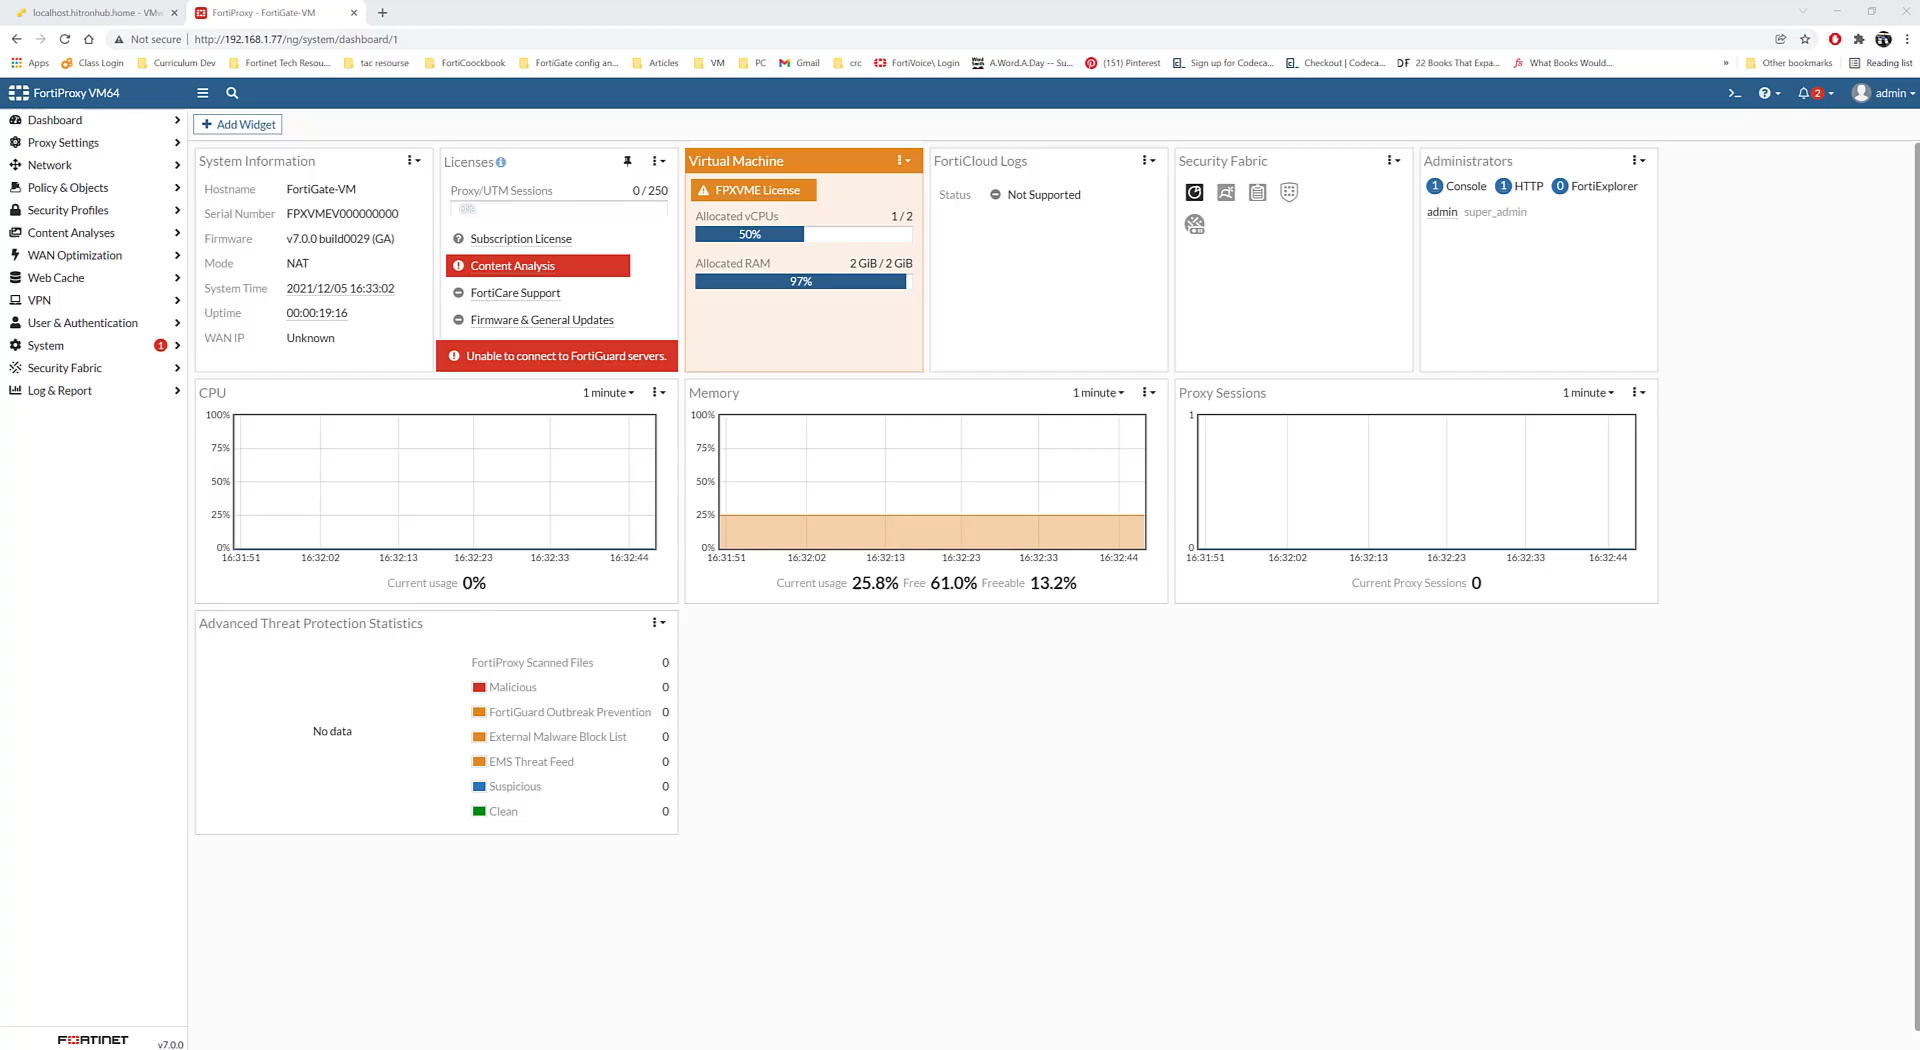 localhost.hitronhub.home - VMw
FortiProxy - FortiGate-VM
Not secure
http://192.168.1.77/ng/system/dashboard/1
Apps
Class Login
Curriculum Dev
Fortinet Tech Resou...
tac resourse
FortiCoockbook
FortiGate config an...
Articles
VM
PC
Gmail
crc
FortiVoice\ Login
A.Word.A.Day -- Su...
(151) Pinterest
Sign up for Codeca...
Checkout | Codeca...
DF 22 Books That Expa...
fs What Books Would...
»
Other bookmarks
Reading list
FortiProxy VM64
>_
2
admin
Dashboard
Proxy Settings
Network
Policy & Objects
Security Profiles
Content Analyses
WAN Optimization
Web Cache
VPN
User & Authentication
System 1
Security Fabric
Log & Report
+ Add Widget
System Information
Hostname FortiGate-VM
Serial Number FPXVMEV000000000
Firmware v7.0.0 build0029 (GA)
Mode NAT
System Time 2021/12/05 16:33:02
Uptime 00:00:19:16
WAN IP Unknown
Licenses
Proxy/UTM Sessions 0 / 250
0%
Subscription License
Content Analysis
FortiCare Support
Firmware & General Updates
Unable to connect to FortiGuard servers.
Virtual Machine
FPXVME License
Allocated vCPUs 1 / 2
50%
Allocated RAM 2 GiB / 2 GiB
97%
FortiCloud Logs
Status Not Supported
Security Fabric
Administrators
1 Console 1 HTTP 0 FortiExplorer
admin super_admin
CPU 1 minute
100%
75%
50%
25%
0%
16:31:51 16:32:02 16:32:13 16:32:23 16:32:33 16:32:44
Current usage 0%
Memory 1 minute
100%
75%
50%
25%
0%
16:31:51 16:32:02 16:32:13 16:32:23 16:32:33 16:32:44
Current usage 25.8% Free 61.0% Freeable 13.2%
Proxy Sessions 1 minute
1
0
16:31:51 16:32:02 16:32:13 16:32:23 16:32:33 16:32:44
Current Proxy Sessions 0
Advanced Threat Protection Statistics
No data
FortiProxy Scanned Files 0
Malicious 0
FortiGuard Outbreak Prevention 0
External Malware Block List 0
EMS Threat Feed 0
Suspicious 0
Clean 0
FORTINET v7.0.0